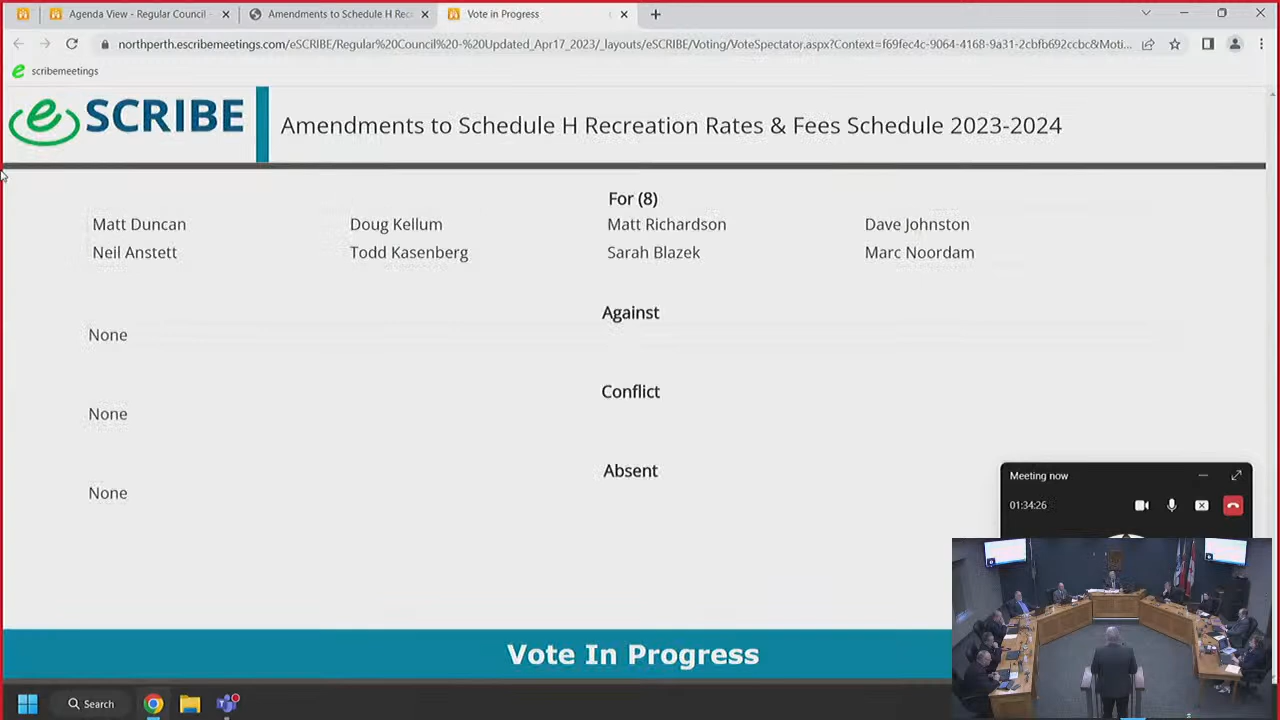 Agenda View - Regular Council
Amendments to Schedule H Recr
Vote in Progress
northperth.escribemeetings.com/eSCRIBE/Regular%20Council%20-%20Updated_Apr17_2023/_layouts/eSCRIBE/Voting/VoteSpectator.aspx?Context=f69fec4c-9064-4168-9a31-2cbfb692ccbc&Moti...
scribemeetings
eSCRIBE
Amendments to Schedule H Recreation Rates & Fees Schedule 2023-2024
For (8)
Matt Duncan Doug Kellum Matt Richardson Dave Johnston
Neil Anstett Todd Kasenberg Sarah Blazek Marc Noordam
Against
None
Conflict
None
Absent
None
Meeting now
01:34:26
Vote In Progress
Search